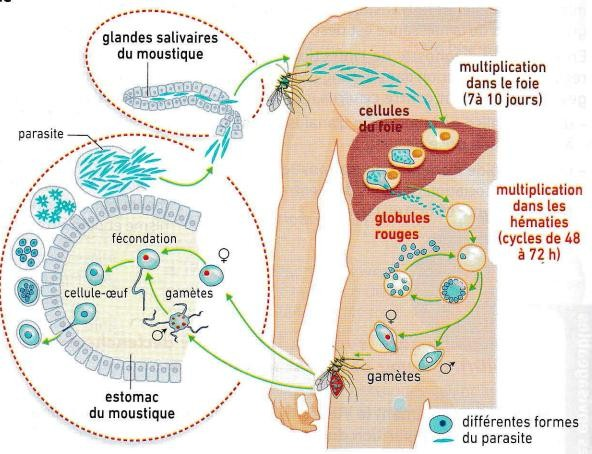 glandes salivaires
du moustique
parasite
multiplication
dans le foie
(7à 10 jours)
cellules
du foie
globules
rouges
multiplication
dans les
hématies
(cycles de 48
à 72 h)
fécondation
♀
cellule-œuf
gamètes
♂
estomac
du moustique
♀
gamètes
♂
différentes formes
du parasite